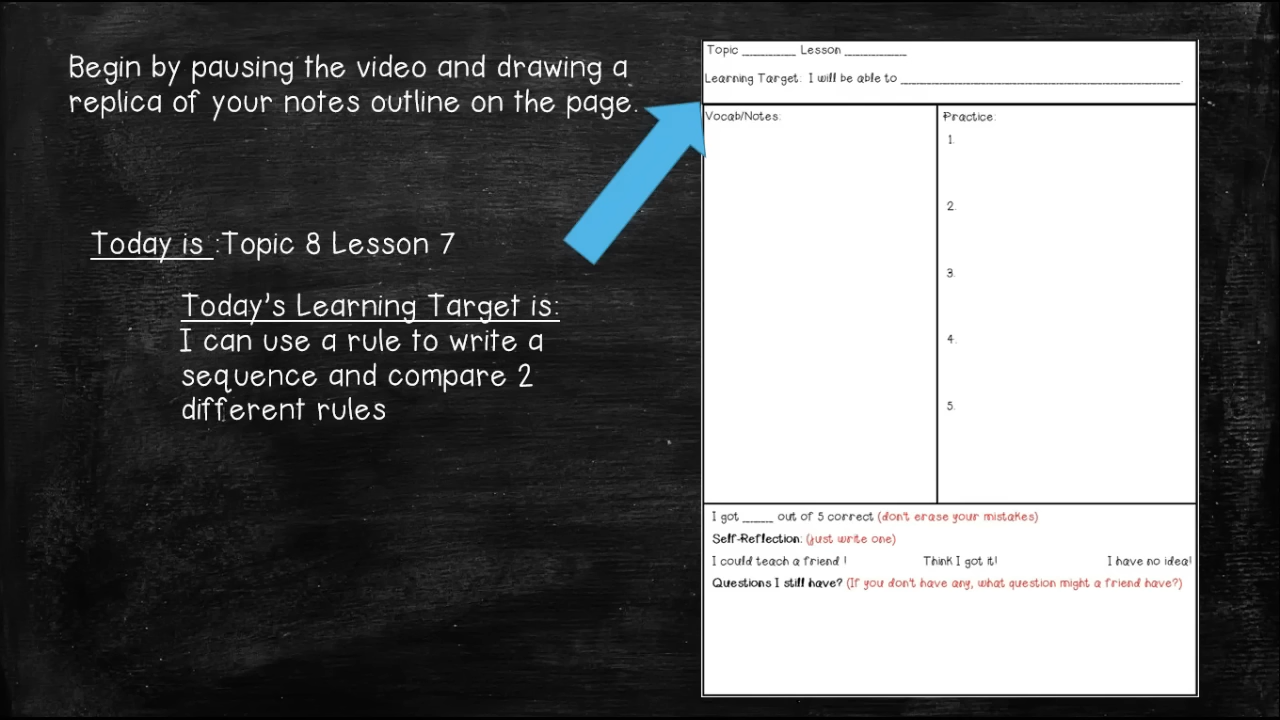 Begin by pausing the video and drawing a
replica of your notes outline on the page.
Today is :Topic 8 Lesson 7
Today's Learning Target is:
I can use a rule to write a
sequence and compare 2
different rules
Topic ________ Lesson _________
Learning Target: I will be able to ________________________________________.
Vocab/Notes:
Practice:
1.
2.
3.
4.
5.
I got _____ out of 5 correct (don't erase your mistakes)
Self-Reflection: (just write one)
I could teach a friend ! Think I got it! I have no idea!
Questions I still have? (If you don't have any, what question might a friend have?)